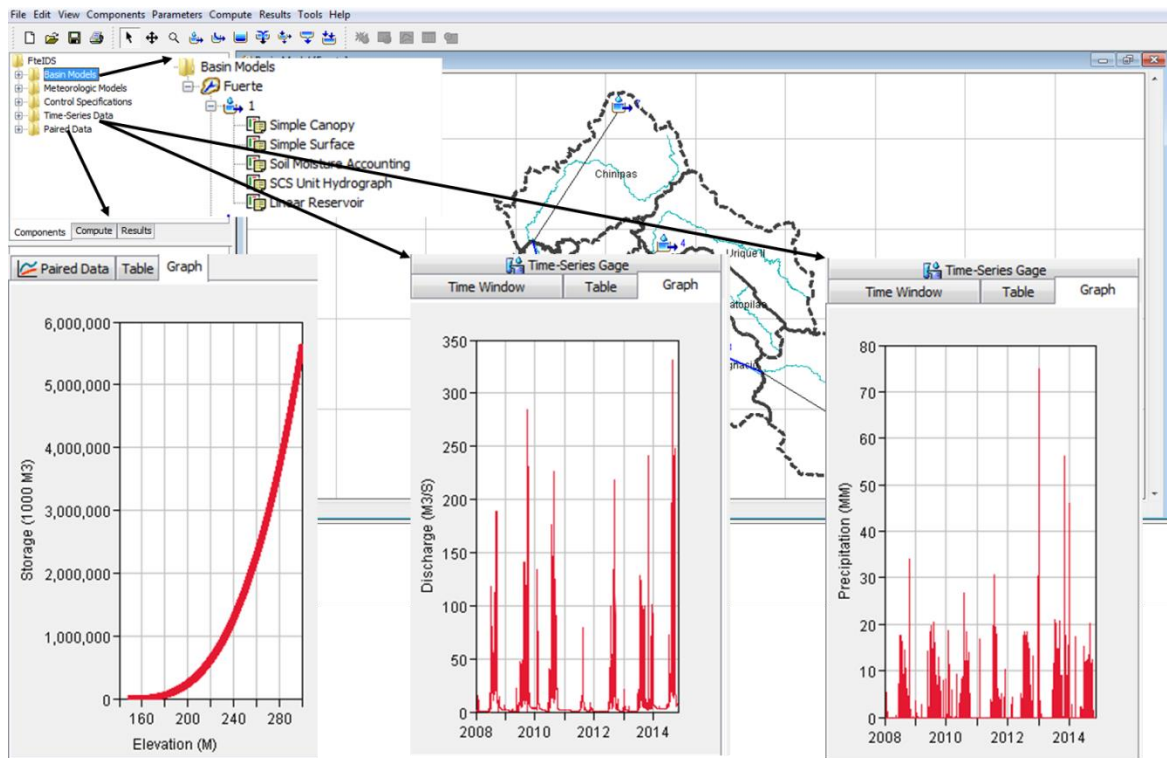 File Edit View Components Parameters Compute Results Tools Help
FteIDS
Basin Models
Meteorologic Models
Control Specifications
Time-Series Data
Paired Data
Basin Models
Fuerte
1
Simple Canopy
Simple Surface
Soil Moisture Accounting
SCS Unit Hydrograph
Linear Reservoir
Components Compute Results
Chinipas
4
Urique II
Paired Data Table Graph
6,000,000
5,000,000
4,000,000
3,000,000
2,000,000
1,000,000
0
Storage (1000 M3)
160 200 240 280
Elevation (M)
Time-Series Gage
Time Window Table Graph
350
300
250
200
150
100
50
0
Discharge (M3/S)
2008 2010 2012 2014
Time-Series Gage
Time Window Table Graph
80
70
60
50
40
30
20
10
0
Precipitation (MM)
2008 2010 2012 2014